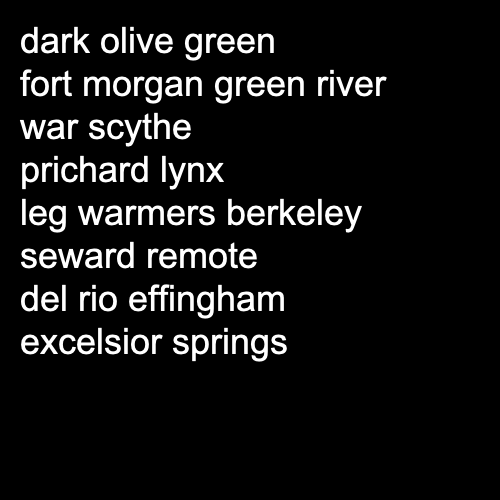 dark olive green
fort morgan green river
war scythe
prichard lynx
leg warmers berkeley
seward remote
del rio effingham
excelsior springs